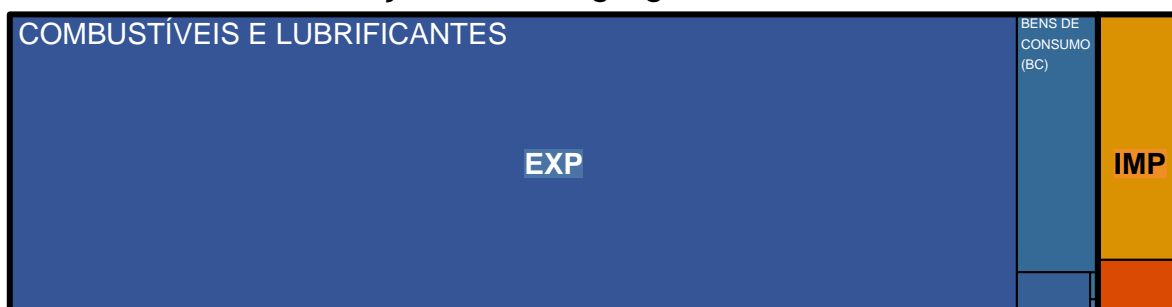 COMBUSTÍVEIS E LUBRIFICANTES
BENS DE
CONSUMO
(BC)
EXP
IMP